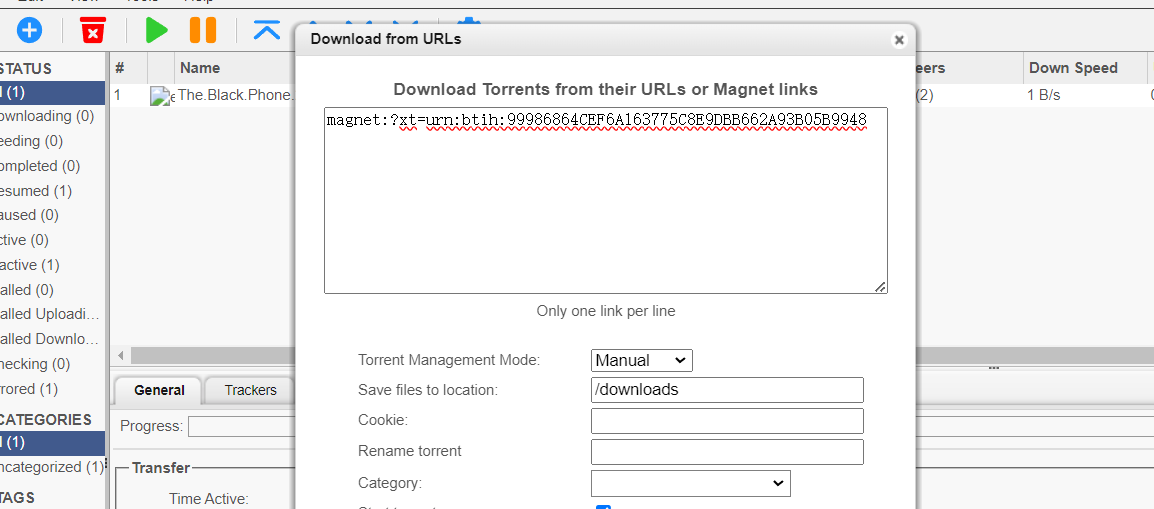 Download from URLs
# Name
eers Down Speed
STATUS
(1)
1 The.Black.Phone.
(2) 1 B/s
Download Torrents from their URLs or Magnet links
magnet:?xt=urn:btih:99986864CEF6A163775C8E9DBB662A93B05B9948
ownloading (0)
eeding (0)
ompleted (0)
esumed (1)
aused (0)
ctive (0)
active (1)
alled (0)
alled Uploadi...
alled Downlo...
hecking (0)
rored (1)
Only one link per line
Torrent Management Mode: Manual
General Trackers
Save files to location: /downloads
CATEGORIES
Cookie:
Progress:
(1)
Rename torrent
ncategorized (1)
Transfer
Category:
TAGS
Time Active: